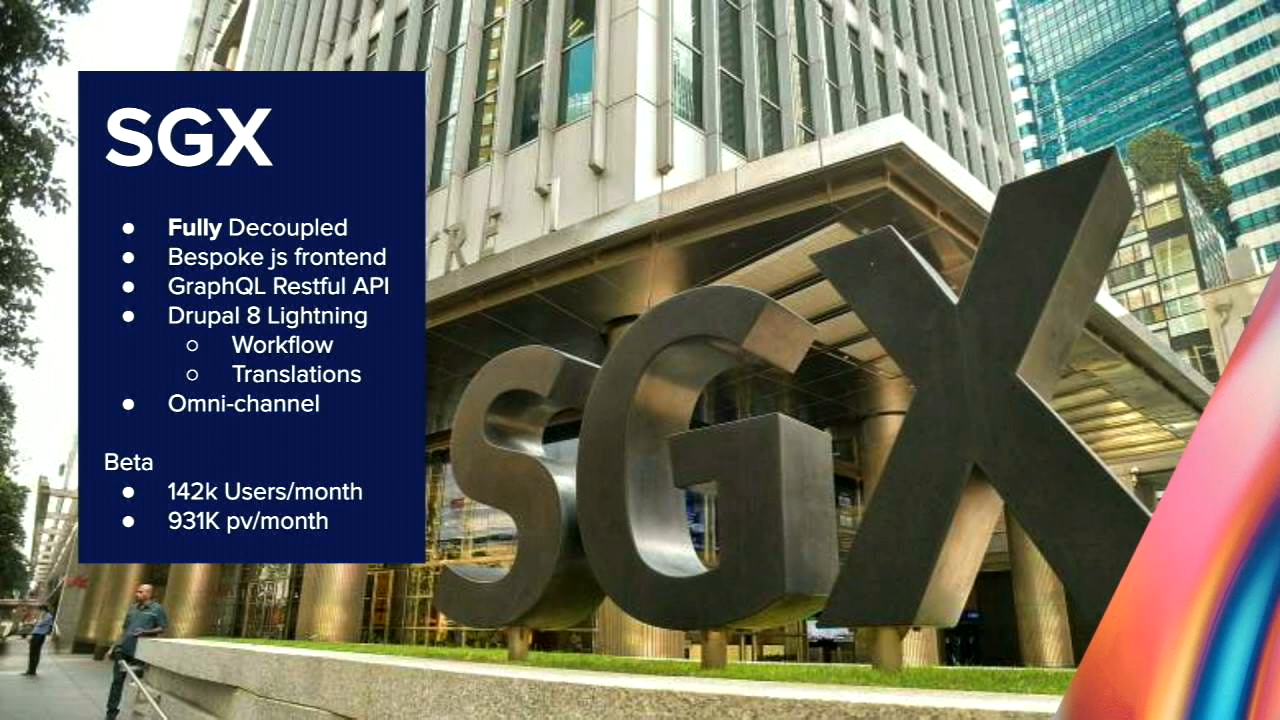 SGX
● Fully Decoupled
● Bespoke js frontend
● GraphQL Restful API
● Drupal 8 Lightning
○ Workflow
○ Translations
● Omni-channel
Beta
● 142k Users/month
● 931K pv/month
SGX